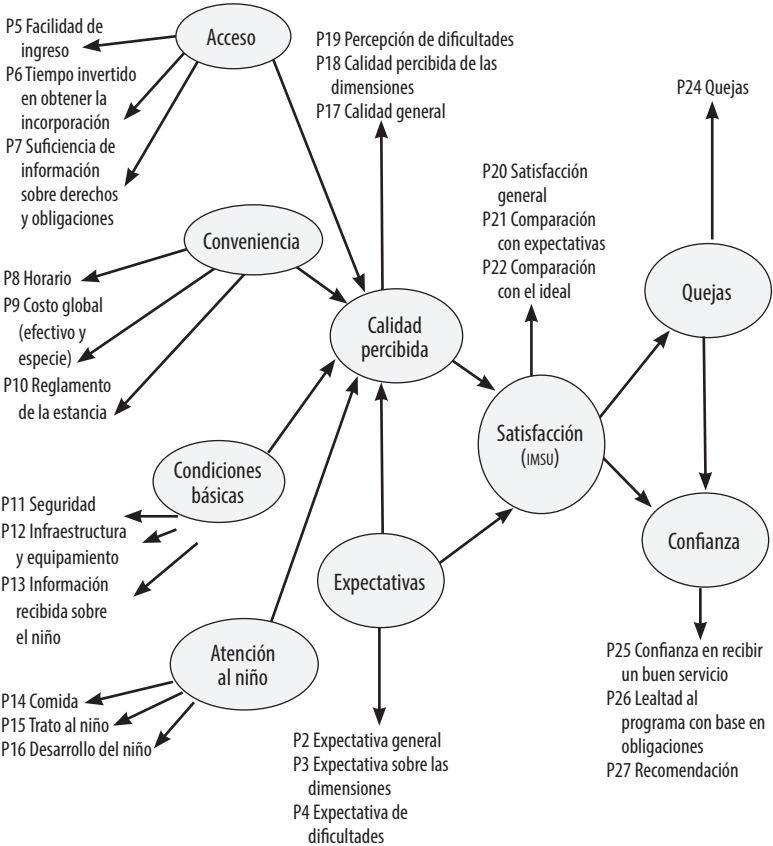 P5 Facilidad de
ingreso
P6 Tiempo invertido
en obtener la
incorporación
P7 Suficiencia de
información
sobre derechos
y obligaciones
Acceso
P19 Percepción de dificultades
P18 Calidad percibida de las
dimensiones
P17 Calidad general
P24 Quejas
P20 Satisfacción
general
P21 Comparación
con expectativas
P22 Comparación
con el ideal
Conveniencia
P8 Horario
P9 Costo global
(efectivo y
especie)
P10 Reglamento
de la estancia
Calidad
percibida
Quejas
Satisfacción
(IMSU)
Condiciones
básicas
P11 Seguridad
P12 Infraestructura
y equipamiento
P13 Información
recibida sobre
el niño
Expectativas
Confianza
Atención
al niño
P14 Comida
P15 Trato al niño
P16 Desarrollo del niño
P2 Expectativa general
P3 Expectativa sobre las
dimensiones
P4 Expectativa de
dificultades
P25 Confianza en recibir
un buen servicio
P26 Lealtad al
programa con base en
obligaciones
P27 Recomendación